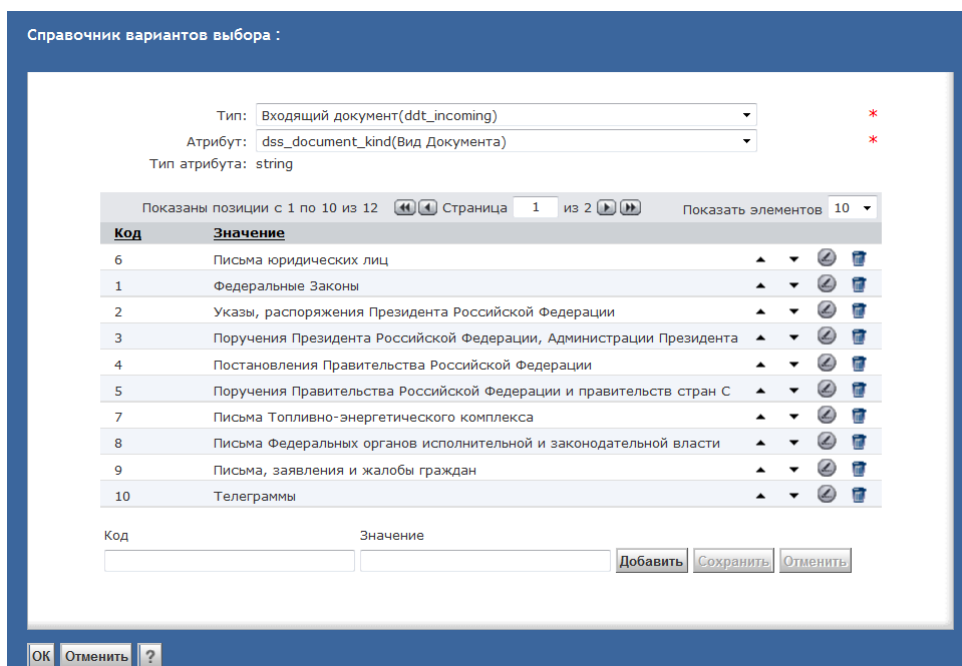 Справочник вариантов выбора :
Тип: Входящий документ(ddt_incoming) *
Атрибут: dss_document_kind(Вид Документа) *
Тип атрибута: string
Показаны позиции с 1 по 10 из 12 Страница 1 из 2 Показать элементов 10
Код Значение
6 Письма юридических лиц
1 Федеральные Законы
2 Указы, распоряжения Президента Российской Федерации
3 Поручения Президента Российской Федерации, Администрации Президента
4 Постановления Правительства Российской Федерации
5 Поручения Правительства Российской Федерации и правительств стран С
7 Письма Топливно-энергетического комплекса
8 Письма Федеральных органов исполнительной и законодательной власти
9 Письма, заявления и жалобы граждан
10 Телеграммы
Код Значение
Добавить Сохранить Отменить
ОК Отменить ?